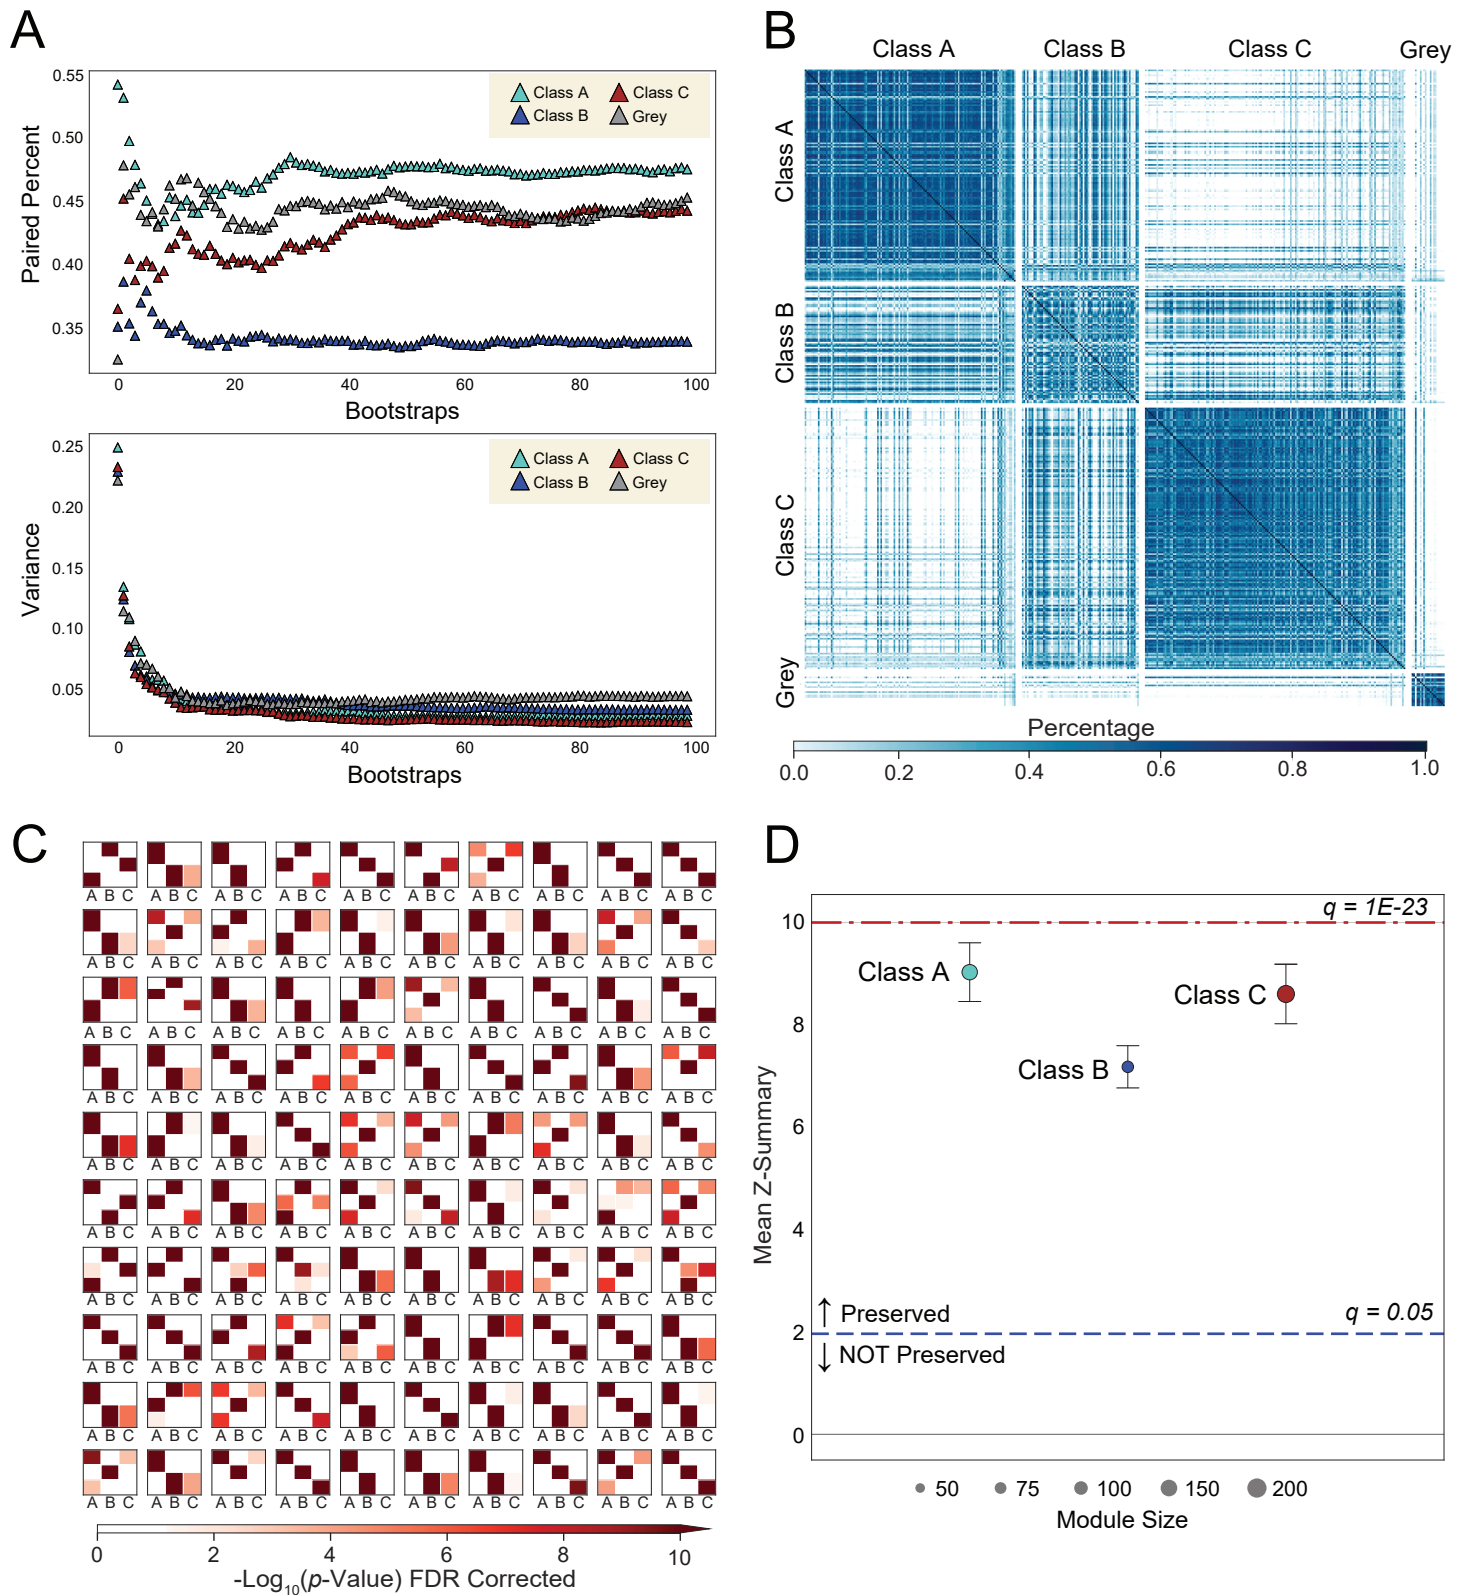 A
0.55
0.50
0.45
0.40
0.35
Paired Percent
Class A
Class C
Class B
Grey
0
20
40
60
80
100
Bootstraps
0.25
0.20
0.15
0.10
0.05
Variance
Class A
Class C
Class B
Grey
0
20
40
60
80
100
Bootstraps
B
Class A
Class B
Class C
Grey
Class A
Class B
Class C
Grey
Percentage
0.0
0.2
0.4
0.6
0.8
1.0
C
A B C A B C A B C A B C A B C A B C A B C A B C A B C A B C
A B C A B C A B C A B C A B C A B C A B C A B C A B C A B C
A B C A B C A B C A B C A B C A B C A B C A B C A B C A B C
A B C A B C A B C A B C A B C A B C A B C A B C A B C A B C
A B C A B C A B C A B C A B C A B C A B C A B C A B C A B C
A B C A B C A B C A B C A B C A B C A B C A B C A B C A B C
A B C A B C A B C A B C A B C A B C A B C A B C A B C A B C
A B C A B C A B C A B C A B C A B C A B C A B C A B C A B C
A B C A B C A B C A B C A B C A B C A B C A B C A B C A B C
A B C A B C A B C A B C A B C A B C A B C A B C A B C A B C
0 2 4 6 8 10
-Log10(p-Value) FDR Corrected
D
q = 1E-23
10
8
6
4
2
0
Mean Z-Summary
Class A
Class C
Class B
↑ Preserved
q = 0.05
↓ NOT Preserved
50
75
100
150
200
Module Size